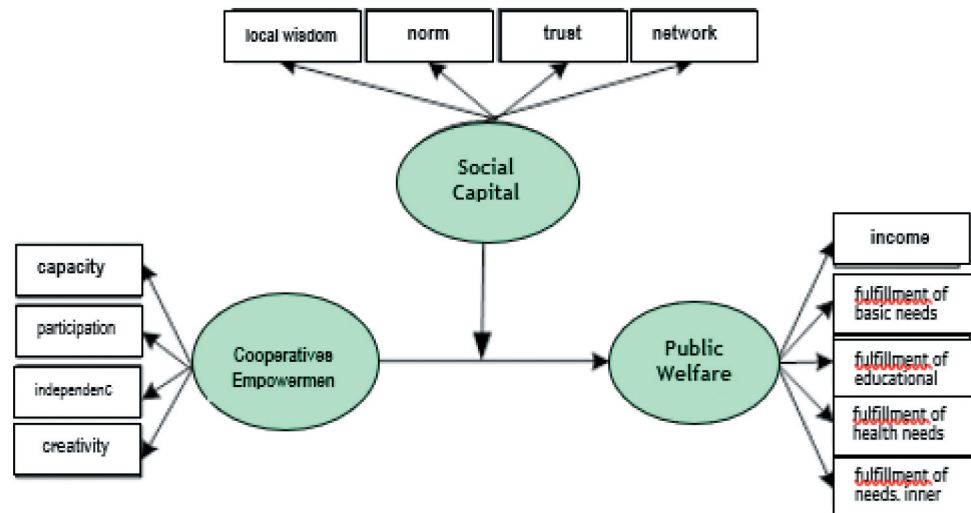 local wisdom
norm
trust
network
Social
Capital
capacity
participation
independenc
creativity
Cooperatives
Empowermen
Public
Welfare
income
fulfillment of
basic needs
fulfillment of
educational
fulfillment of
health needs
fulfillment of
needs. inner